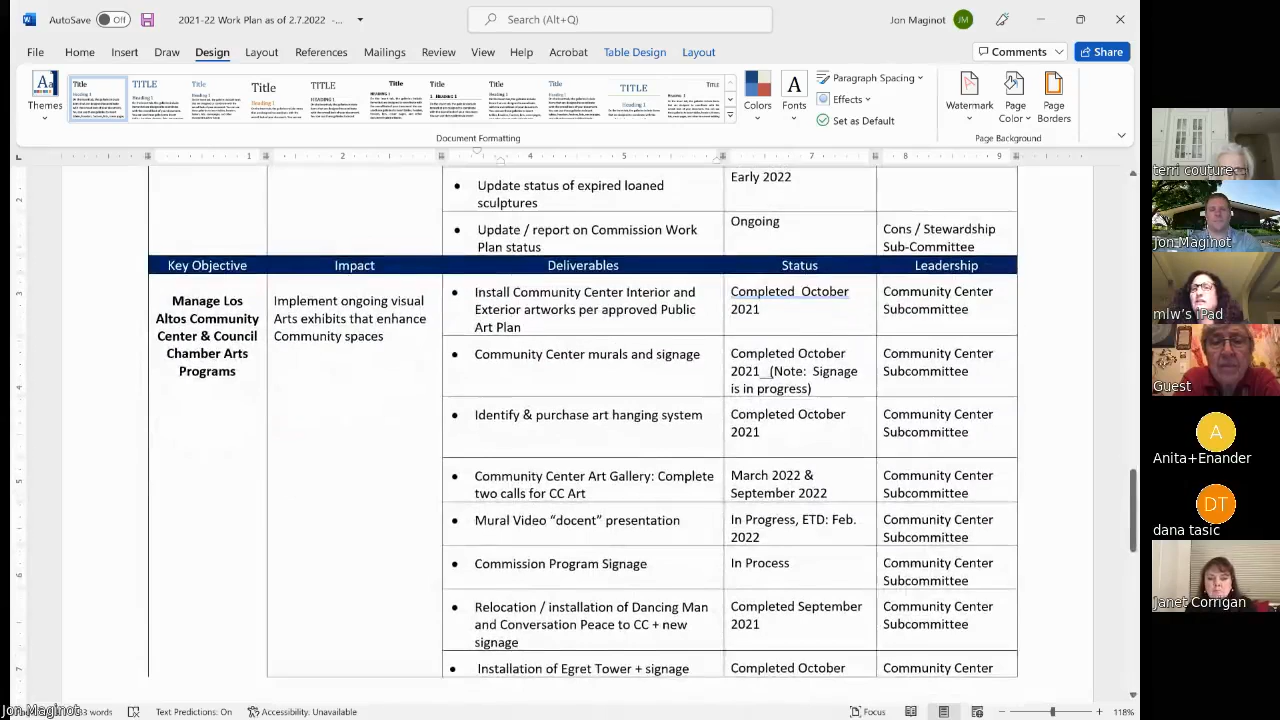 AutoSave Off 2021-22 Work Plan as of 2.7.2022 -... Search (Alt+Q) Jon Maginot JM
File Home Insert Draw Design Layout References Mailings Review View Help Acrobat Table Design Layout Comments Share
Themes
Colors
Fonts
Paragraph Spacing
Effects
Set as Default
Watermark
Page Color
Page Borders
Document Formatting
Page Background
Update status of expired loaned
sculptures
Early 2022
Update / report on Commission Work
Plan status
Ongoing
Cons / Stewardship
Sub-Committee
Key Objective Impact Deliverables Status Leadership
Manage Los
Altos Community
Center & Council
Chamber Arts
Programs
Implement ongoing visual
Arts exhibits that enhance
Community spaces
Install Community Center Interior and
Exterior artworks per approved Public
Art Plan
Completed October
2021
Community Center
Subcommittee
Community Center murals and signage
Completed October
2021 (Note: Signage
is in progress)
Community Center
Subcommittee
Identify & purchase art hanging system
Completed October
2021
Community Center
Subcommittee
Community Center Art Gallery: Complete
two calls for CC Art
March 2022 &
September 2022
Community Center
Subcommittee
Mural Video “docent” presentation
In Progress, ETD: Feb.
2022
Community Center
Subcommittee
Commission Program Signage
In Process
Community Center
Subcommittee
Relocation / installation of Dancing Man
and Conversation Peace to CC + new
signage
Completed September
2021
Community Center
Subcommittee
Installation of Egret Tower + signage
Completed October
Community Center
Jon Maginot
words Text Predictions: On Accessibility: Unavailable Focus 118%
terri couture
Jon Maginot
mlw's iPad
Guest
A
Anita+Enander
DT
dana tasic
Janet Corrigan